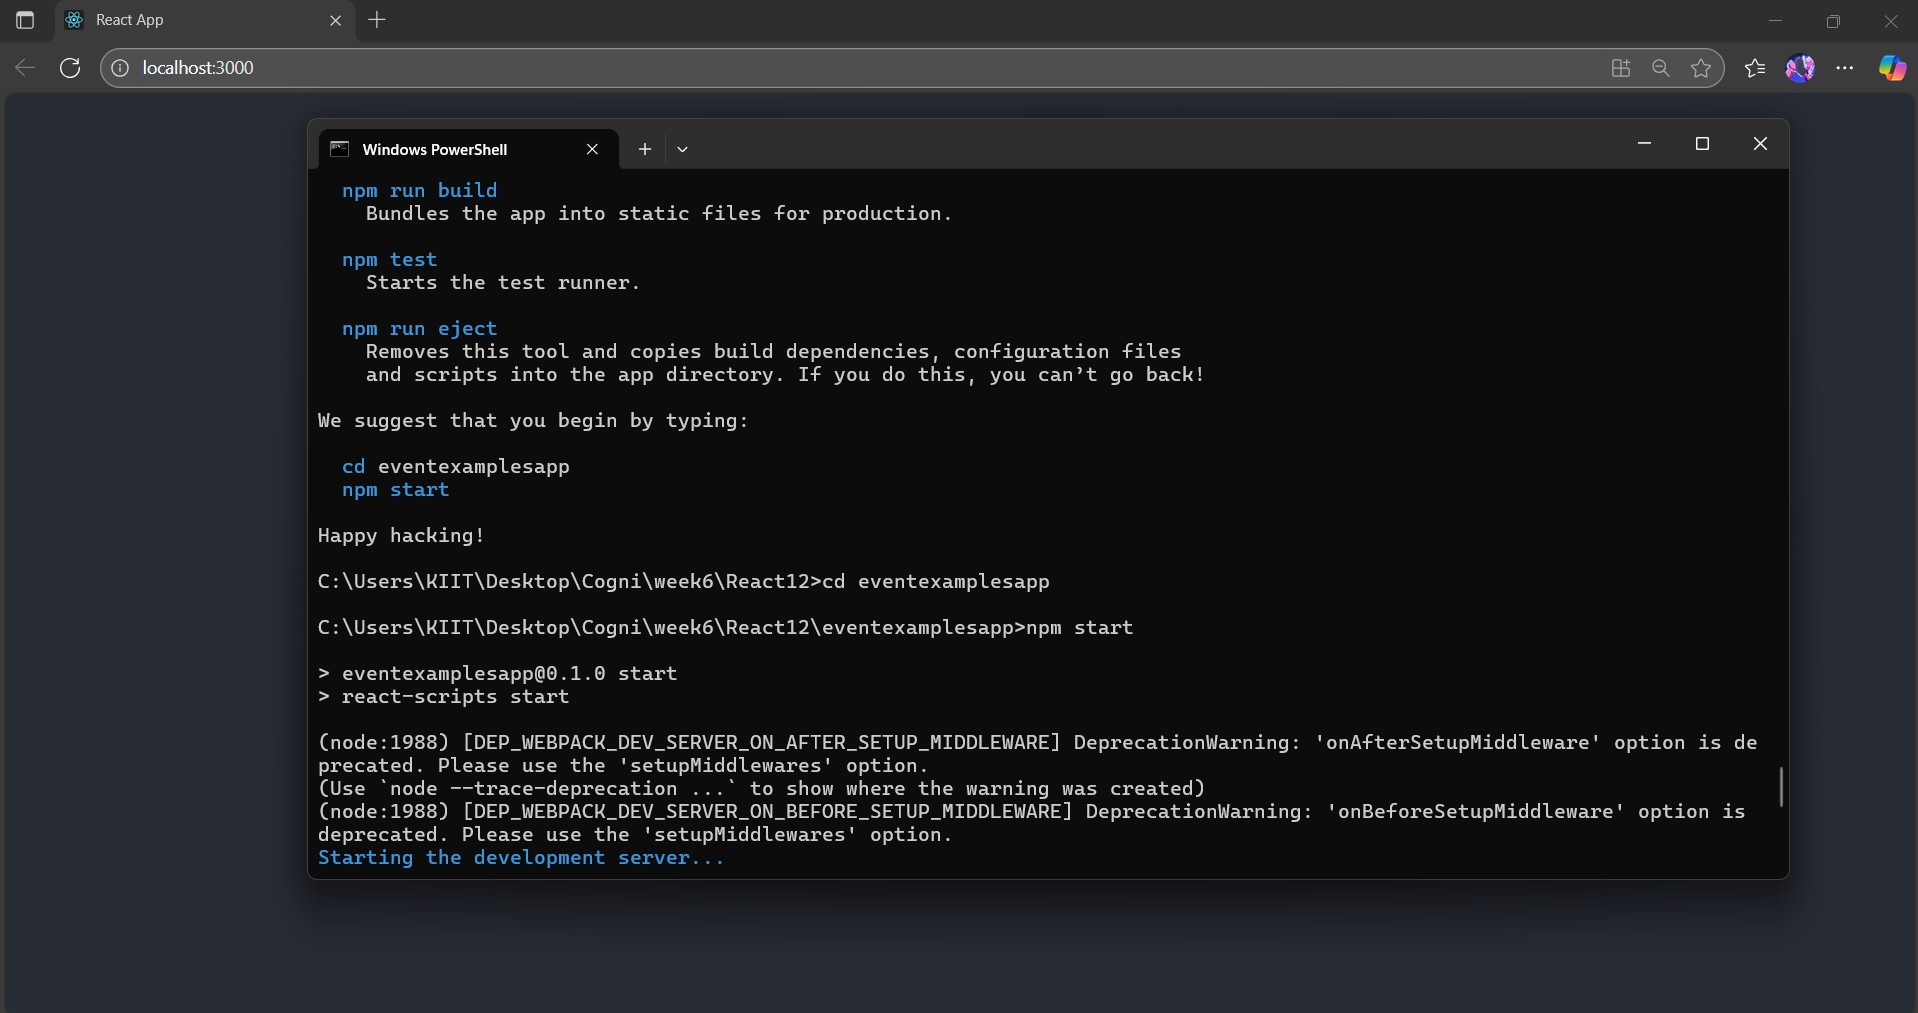 React App
localhost:3000
Windows PowerShell
npm run build
Bundles the app into static files for production.
npm test
Starts the test runner.
npm run eject
Removes this tool and copies build dependencies, configuration files
and scripts into the app directory. If you do this, you can’t go back!
We suggest that you begin by typing:
cd eventexamplesapp
npm start
Happy hacking!
C:\Users\KIIT\Desktop\Cogni\week6\React12>cd eventexamplesapp
C:\Users\KIIT\Desktop\Cogni\week6\React12\eventexamplesapp>npm start
> eventexamplesapp@0.1.0 start
> react-scripts start
(node:1988) [DEP_WEBPACK_DEV_SERVER_ON_AFTER_SETUP_MIDDLEWARE] DeprecationWarning: 'onAfterSetupMiddleware' option is de
precated. Please use the 'setupMiddlewares' option.
(Use `node --trace-deprecation ...` to show where the warning was created)
(node:1988) [DEP_WEBPACK_DEV_SERVER_ON_BEFORE_SETUP_MIDDLEWARE] DeprecationWarning: 'onBeforeSetupMiddleware' option is
deprecated. Please use the 'setupMiddlewares' option.
Starting the development server...